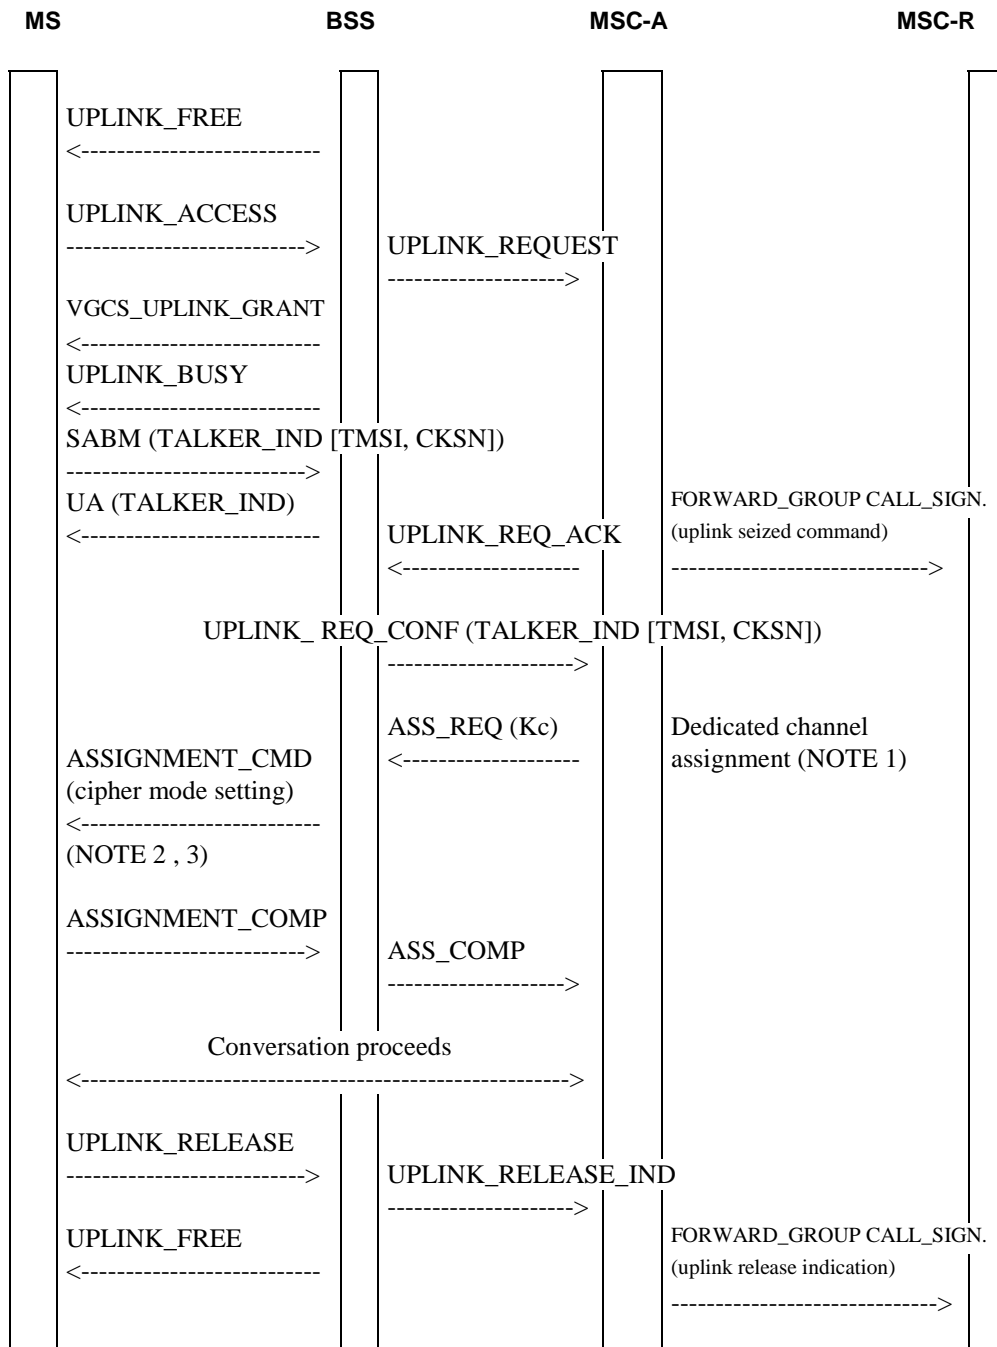 MS BSS MSC-A MSC-R
UPLINK_FREE
<---------------------------
UPLINK_ACCESS
---------------------------> UPLINK_REQUEST
-------------------->
VGCS_UPLINK_GRANT
<---------------------------
UPLINK_BUSY
<---------------------------
SABM (TALKER_IND [TMSI, CKSN])
--------------------------->
UA (TALKER_IND) FORWARD_GROUP CALL_SIGN.
<--------------------------- UPLINK_REQ_ACK (uplink seized command)
<-------------------- ----------------------------->
UPLINK_ REQ_CONF (TALKER_IND [TMSI, CKSN])
--------------------->
ASS_REQ (Kc) Dedicated channel
ASSIGNMENT_CMD <-------------------- assignment (NOTE 1)
(cipher mode setting)
<---------------------------
(NOTE 2 , 3)
ASSIGNMENT_COMP
---------------------------> ASS_COMP
-------------------->
Conversation proceeds
<------------------------------------------------------->
UPLINK_RELEASE
---------------------------> UPLINK_RELEASE_IND
--------------------->
UPLINK_FREE FORWARD_GROUP CALL_SIGN.
<--------------------------- (uplink release indication)
------------------------------>